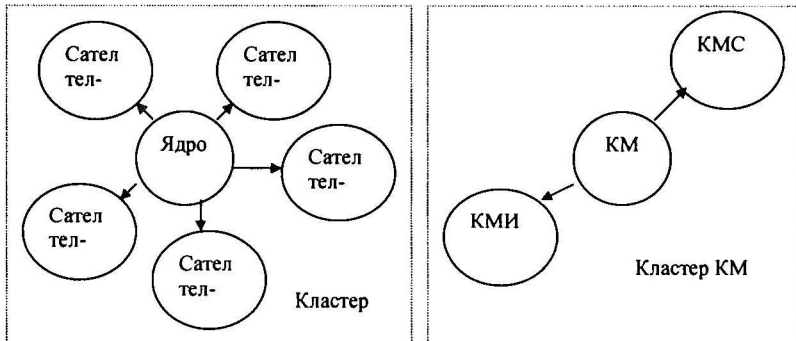 Сател
тел-
Сател
тел-
Ядро
Сател
тел-
Сател
тел-
Сател
тел-
Кластер
КМС
КМ
КМИ
Кластер КМ